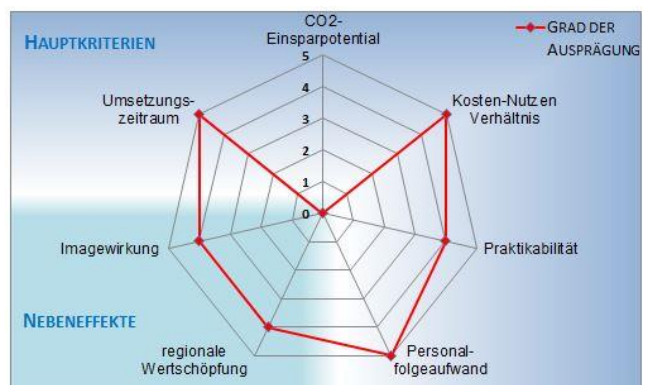 CO2-
Einsparpotential
HAUPTKRITERIEN
GRAD DER
AUSPRÄGUNG
5
4
3
2
1
0
Umsetzungs-
zeitraum
Kosten-Nutzen
Verhältnis
Imagewirkung
Praktikabilität
NEBENEFFEKTE
regionale
Wertschöpfung
Personal-
folgeaufwand